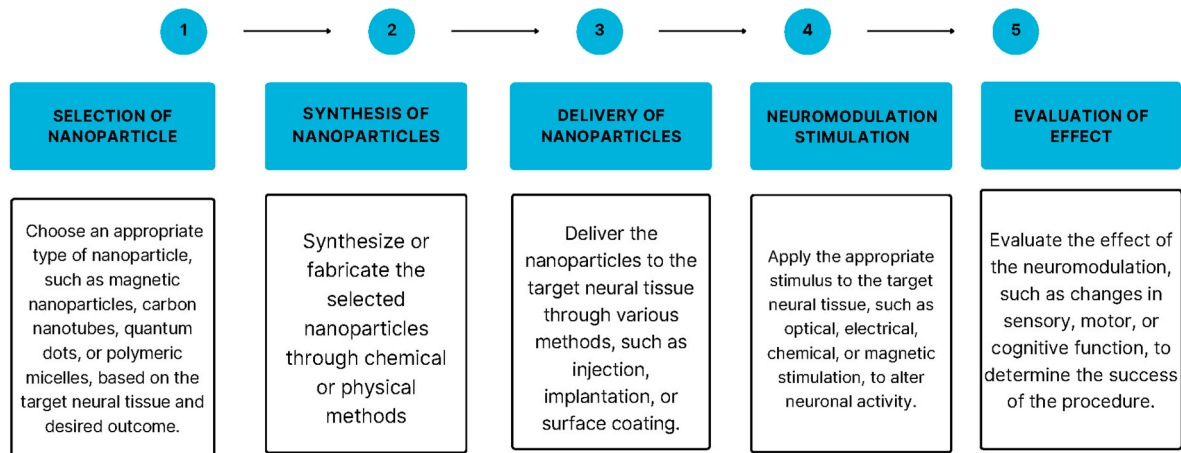 1
2
3
4
5
SELECTION OF
NANOPARTICLE
SYNTHESIS OF
NANOPARTICLES
DELIVERY OF
NANOPARTICLES
NEUROMODULATION
STIMULATION
EVALUATION OF
EFFECT
Choose an appropriate
type of nanoparticle,
such as magnetic
nanoparticles, carbon
nanotubes, quantum
dots, or polymeric
micelles, based on the
target neural tissue and
desired outcome.
Synthesize or
fabricate the
selected
nanoparticles
through chemical
or physical
methods
Deliver the
nanoparticles to the
target neural tissue
through various
methods, such as
injection,
implantation, or
surface coating.
Apply the appropriate
stimulus to the target
neural tissue, such as
optical, electrical,
chemical, or magnetic
stimulation, to alter
neuronal activity.
Evaluate the effect of
the neuromodulation,
such as changes in
sensory, motor, or
cognitive function, to
determine the success
of the procedure.